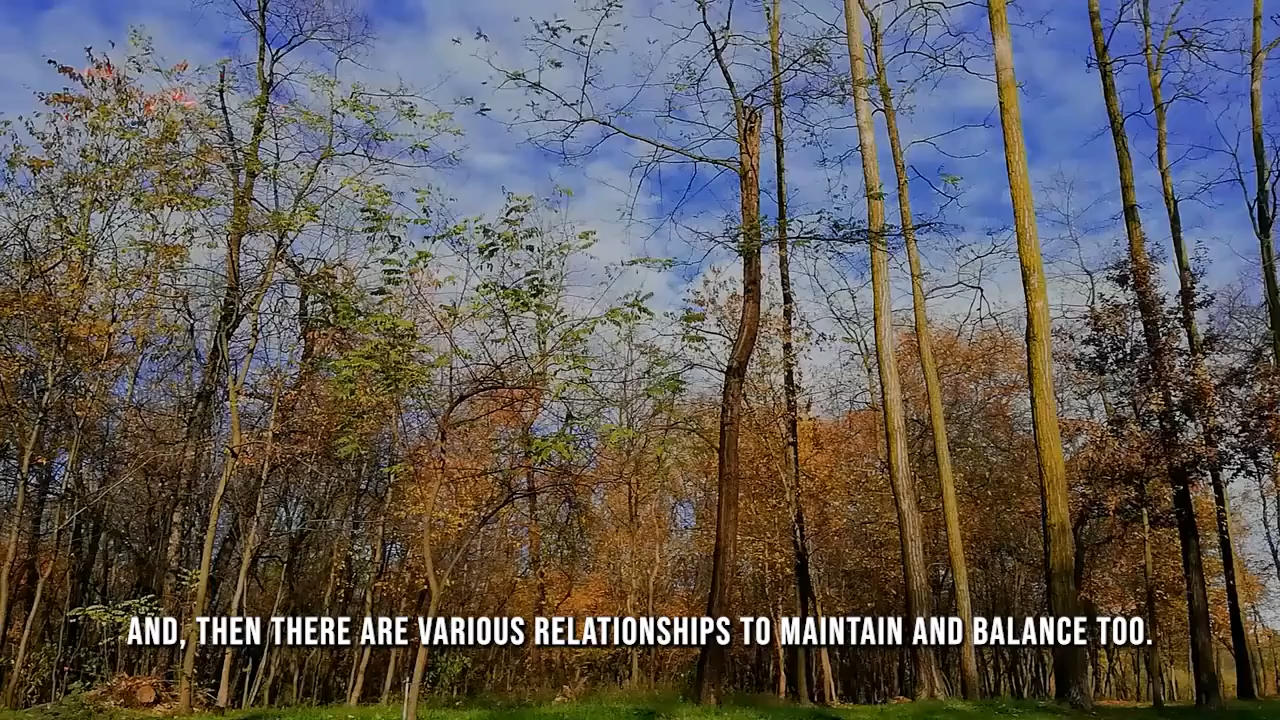 AND, THEN THERE ARE VARIOUS RELATIONSHIPS TO MAINTAIN AND BALANCE TOO.